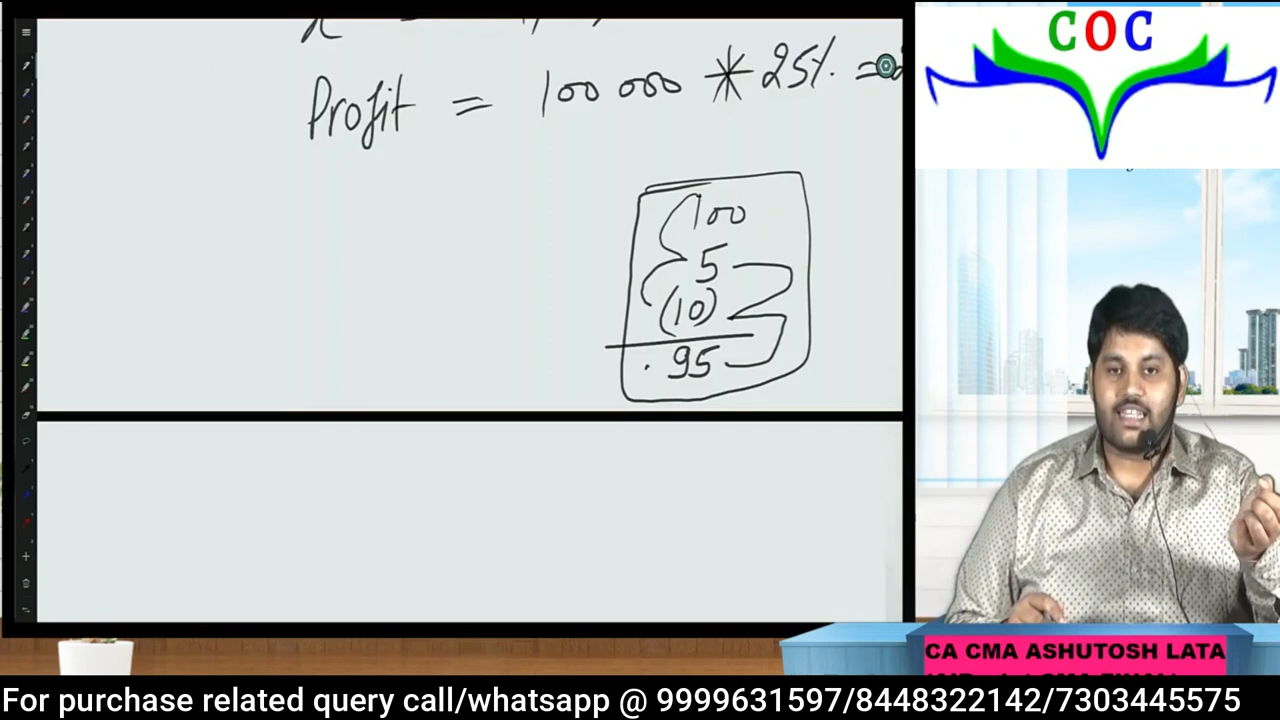 Profit = 100 000 * 25% =
100
5
(10)
. 95
COC
CA CMA ASHUTOSH LATA
For purchase related query call/whatsapp @ 9999631597/8448322142/7303445575